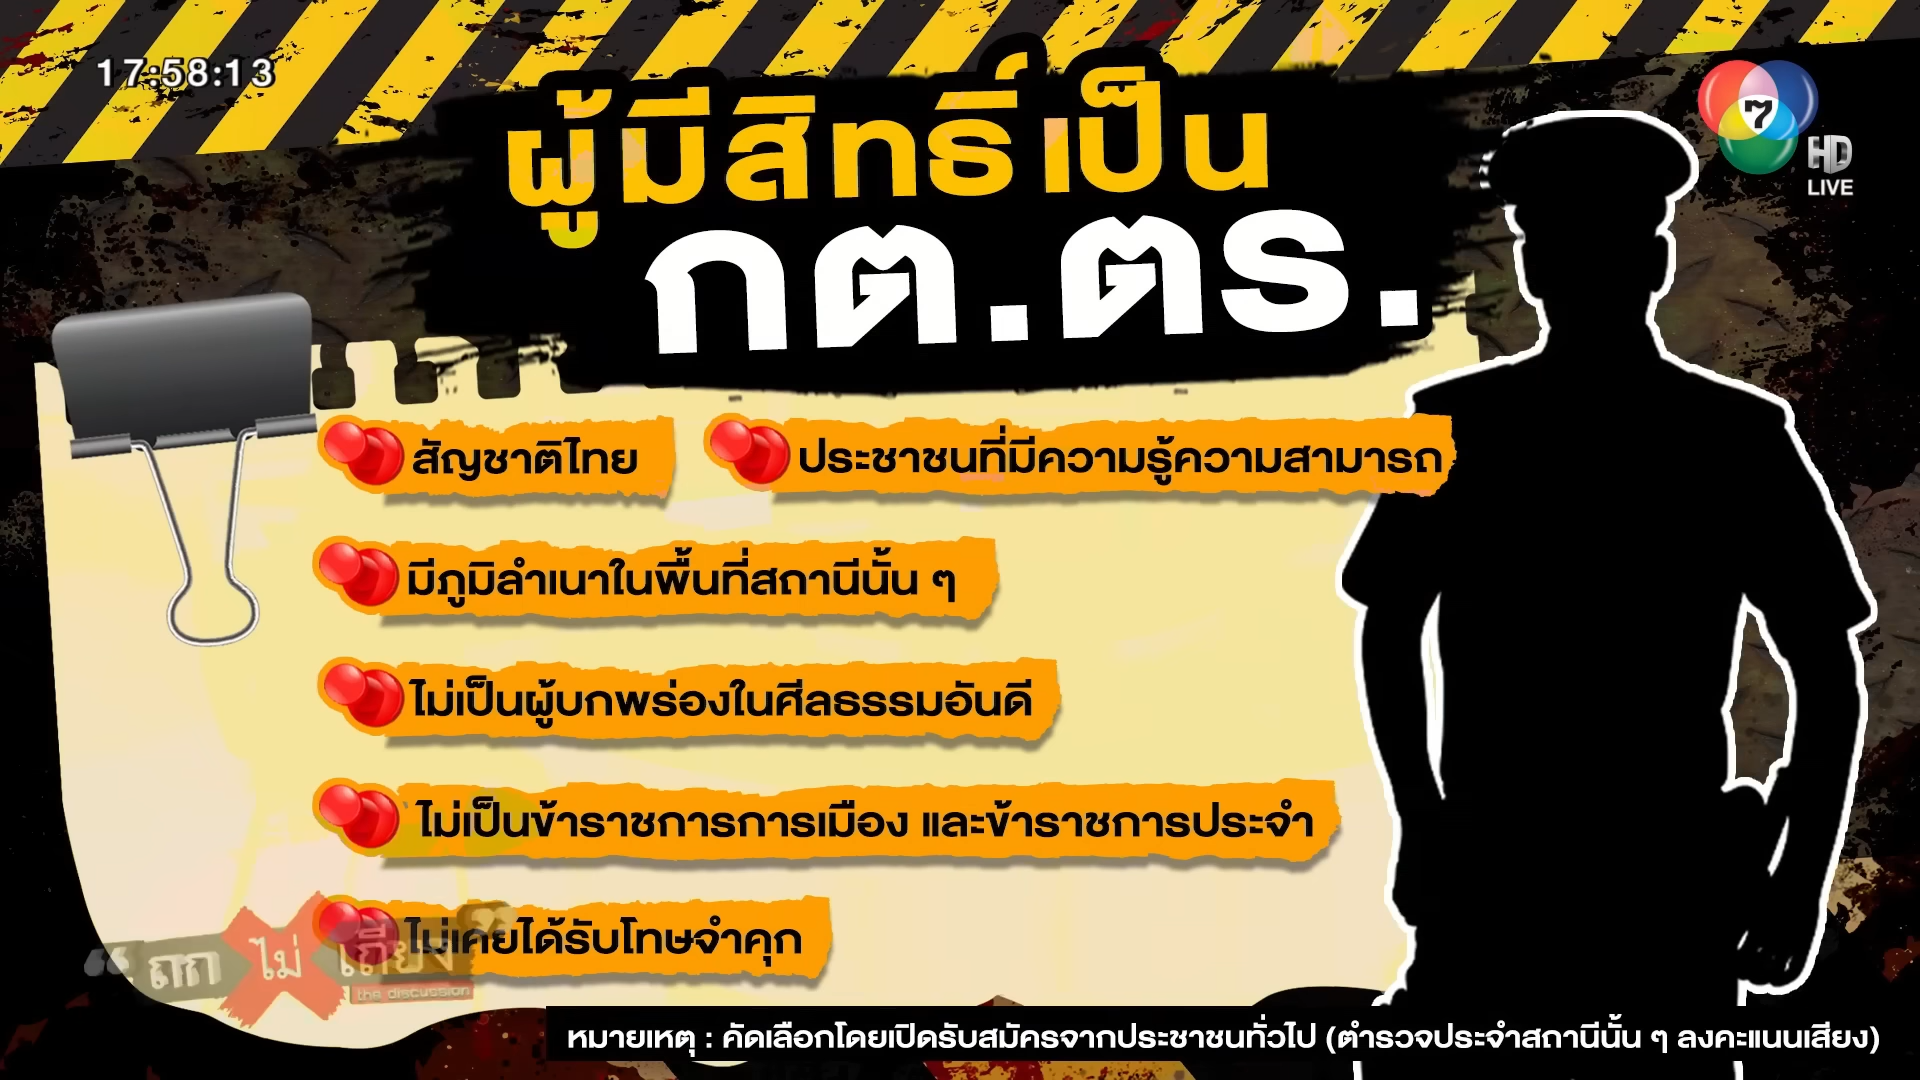 17:58:13
7
HD
LIVE
ผู้มีสิทธิ์เป็น
กต.ตร.
สัญชาติไทย
ประชาชนที่มีความรู้ความสามารถ
มีภูมิลำเนาในพื้นที่สถานีนั้น ๆ
ไม่เป็นผู้บกพร่องในศีลธรรมอันดี
ไม่เป็นข้าราชการการเมือง และข้าราชการประจำ
ไม่เคยได้รับโทษจำคุก
“ ถก ไม่ เถียง ”
the discussion
หมายเหตุ : คัดเลือกโดยเปิดรับสมัครจากประชาชนทั่วไป (ตำรวจประจำสถานีนั้น ๆ ลงคะแนนเสียง)